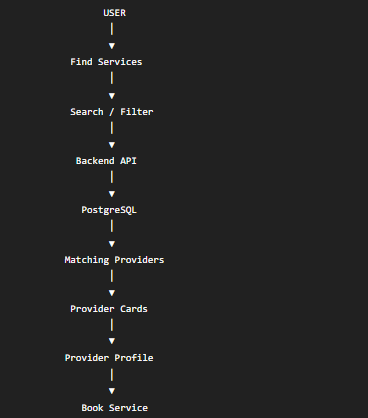 USER
Find Services
Search / Filter
Backend API
PostgreSQL
Matching Providers
Provider Cards
Provider Profile
Book Service